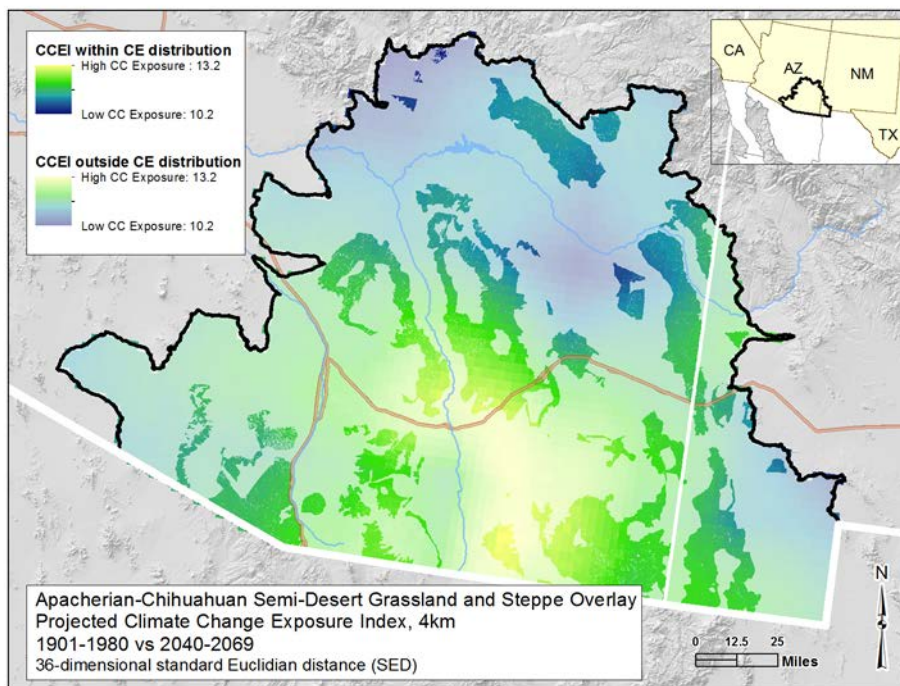 CCEI within CE distribution
High CC Exposure : 13.2
Low CC Exposure: 10.2
CCEI outside CE distribution
High CC Exposure: 13.2
Low CC Exposure: 10.2
CA
AZ
NM
TX
Apacherian-Chihuahuan Semi-Desert Grassland and Steppe Overlay
Projected Climate Change Exposure Index, 4km
1901-1980 vs 2040-2069
36-dimensional standard Euclidian distance (SED)
N
0 12.5 25
Miles